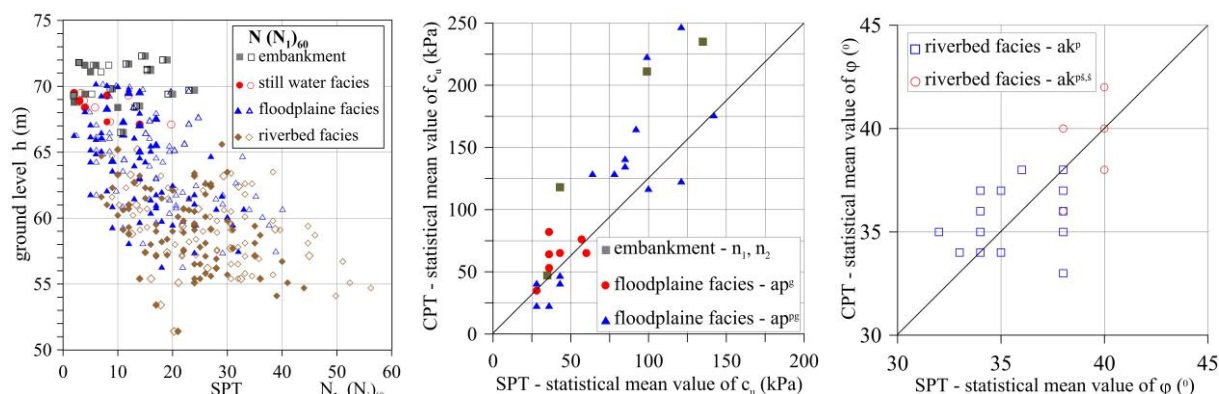 75
70
65
60
55
50
ground level h (m)
N (N₁)₆₀
embankment
still water facies
floodplaine facies
riverbed facies
0 10 20 30 40 50 60
SPT
250
200
150
100
50
0
CPT - statistical mean value of cᵤ (kPa)
embankment - n₁, n₂
floodplaine facies - apᵍ
floodplaine facies - apᵖᵍ
0 50 100 150 200
SPT - statistical mean value of cᵤ (kPa)
45
40
35
30
CPT - statistical mean value of φ (⁰)
riverbed facies - akᵖ
riverbed facies - akᵖˢ̌,ˢ̌
30 35 40 45
SPT - statistical mean value of φ (⁰)